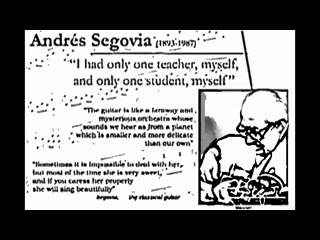 Andrés Segovia (1893-1987)
"I had only one teacher, myself,
and only one student, myself"
"The guitar is like a faraway and
mysterious orchestra whose
sounds we hear as from a planet
which is smaller and more delicate
than our own"
"Sometimes it is impossible to deal with her,
but most of the time she is very sweet,
and if you caress her properly
she will sing beautifully"
Segovia, the classical guitar